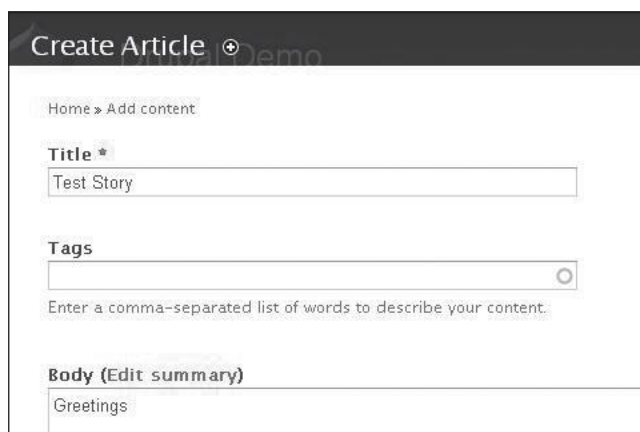 Create Article
Drupal Demo
Home » Add content
Title *
Test Story
Tags
Enter a comma-separated list of words to describe your content.
Body (Edit summary)
Greetings